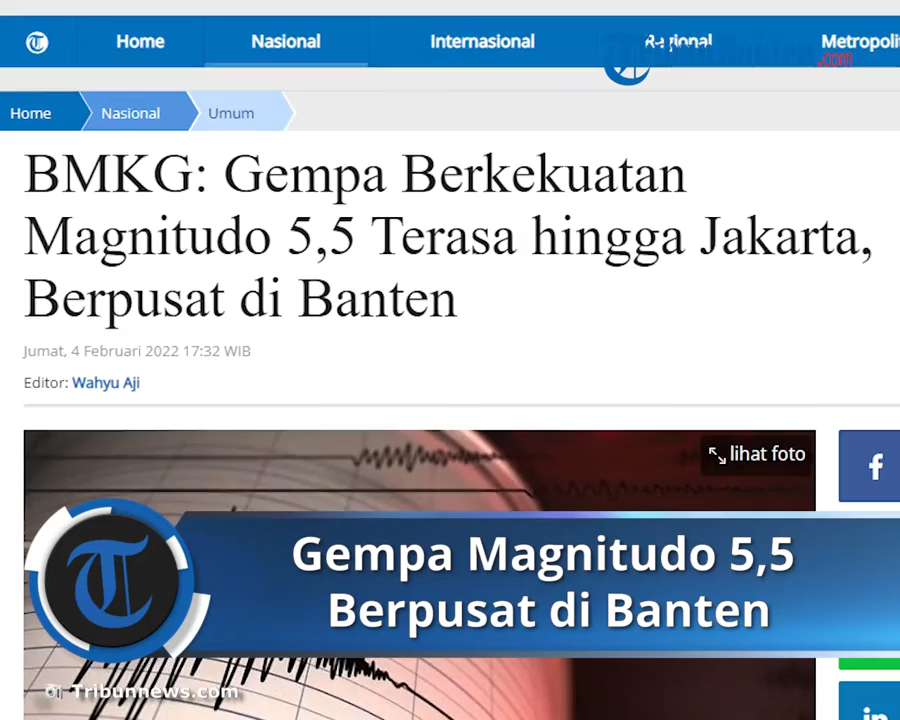 Home Nasional Internasional Regional Metropolit
.com
Home Nasional Umum
BMKG: Gempa Berkekuatan
Magnitudo 5,5 Terasa hingga Jakarta,
Berpusat di Banten
Jumat, 4 Februari 2022 17:32 WIB
Editor: Wahyu Aji
lihat foto
f
Gempa Magnitudo 5,5
Berpusat di Banten
Tribunnews.com
in